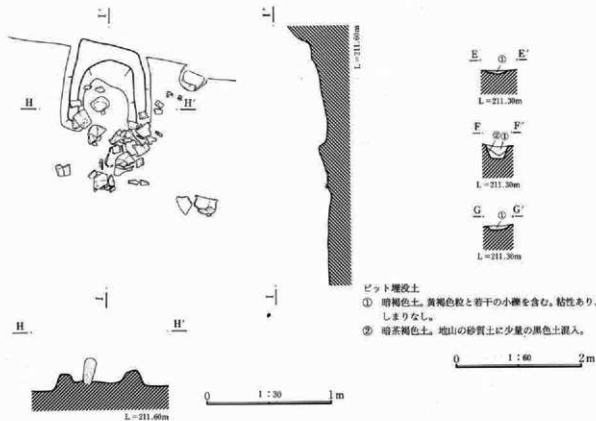 I'
I'
L=211.60m
H
H'
E
E'
①
L=211.30m
F
F'
②①
L=211.30m
G
G'
①
L=211.30m
ピット埋没土
① 暗褐色土。黄褐色粒と若干の小礫を含む。粘性あり、
しまりなし。
② 暗茶褐色土。地山の砂質土に少量の黒色土混入。
I
I
H
H'
L=211.60m
0 1:30 1m
0 1:60 2m